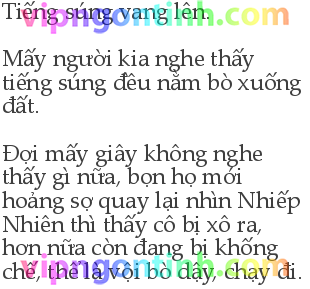 Tiếng súng vang lên.
Mấy người kia nghe thấy
tiếng súng đều nằm bò xuống
đất.
Đợi mấy giây không nghe
thấy gì nữa, bọn họ mới
hoảng sợ quay lại nhìn Nhiếp
Nhiên thì thấy cô bị xô ra,
hơn nữa còn đang bị khống
chế, thế là vội bò dậy, chạy đi.
vipngontinh.com
vipngontinh.com